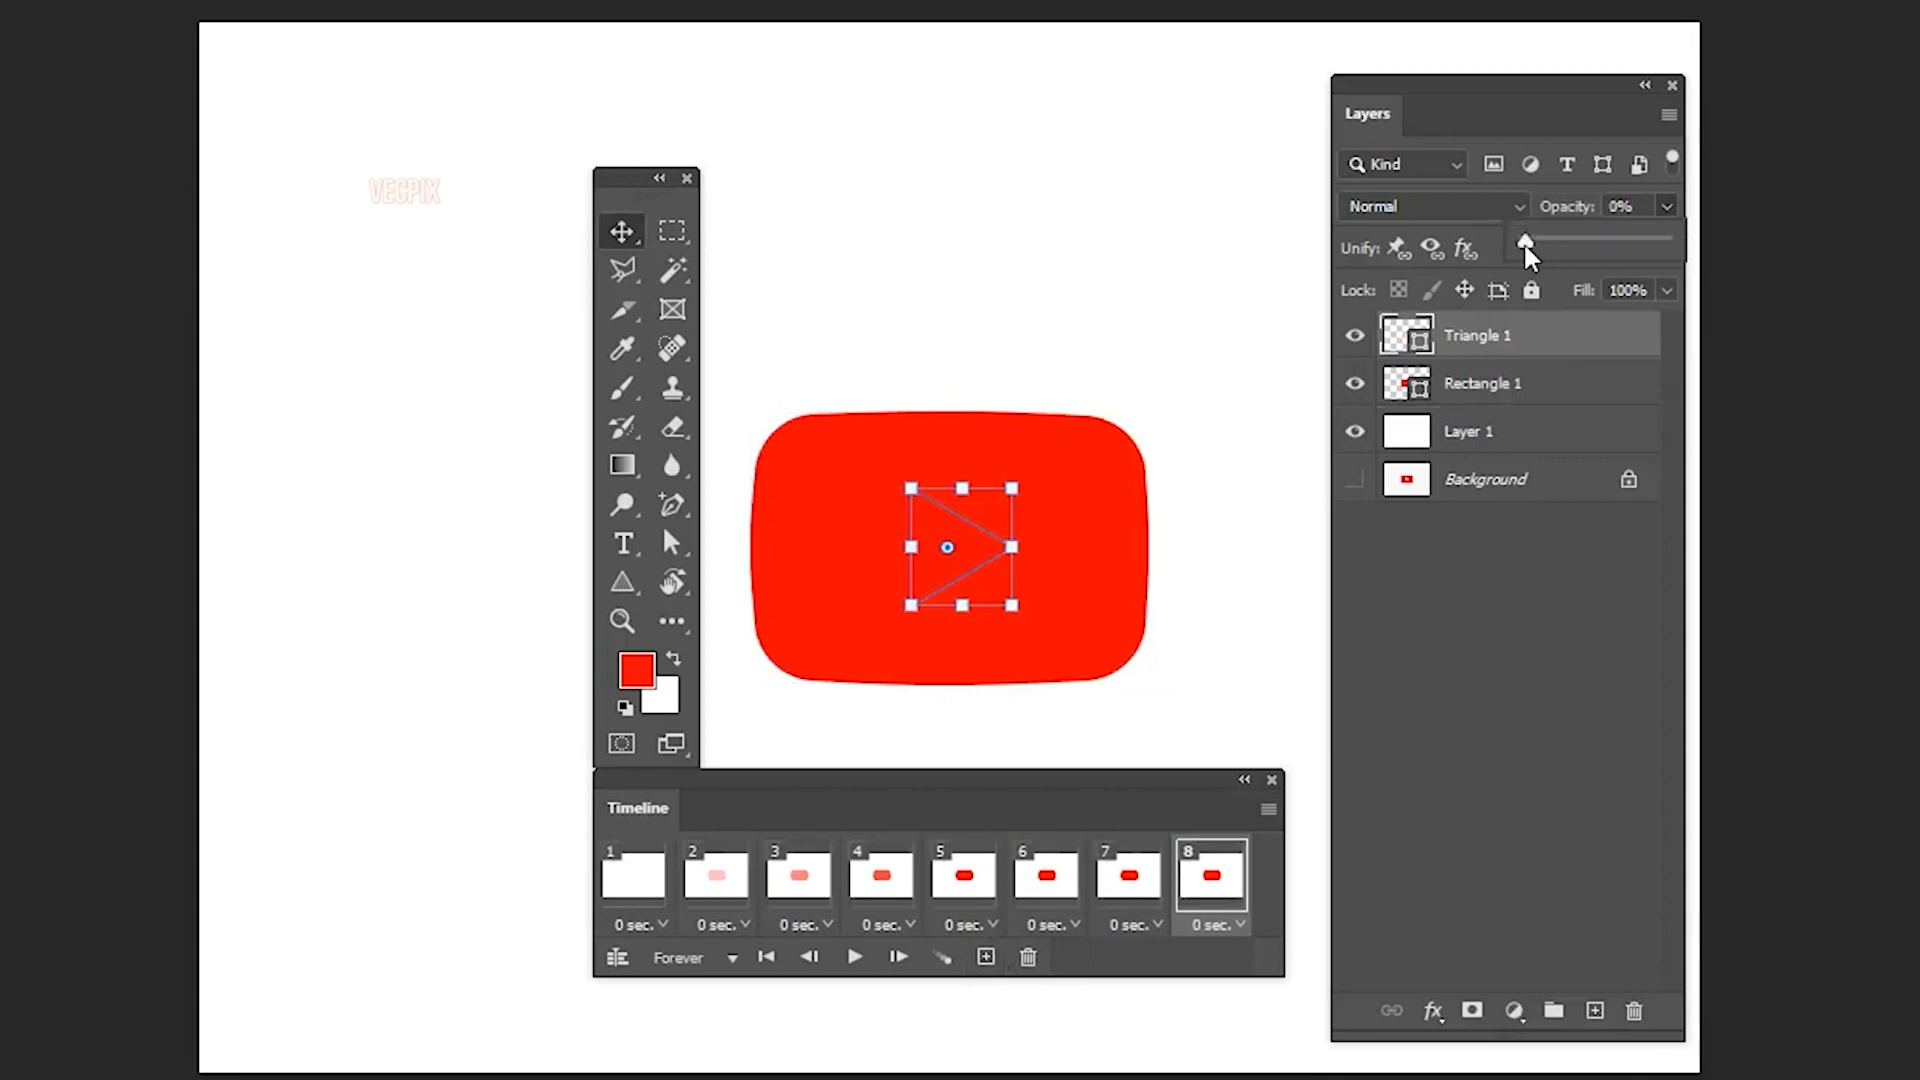 VECPIX
Layers
Kind
Normal Opacity: 0%
Unify:
Lock: Fill: 100%
Triangle 1
Rectangle 1
Layer 1
Background
Timeline
1 2 3 4 5 6 7 8
0 sec. 0 sec. 0 sec. 0 sec. 0 sec. 0 sec. 0 sec. 0 sec.
Forever